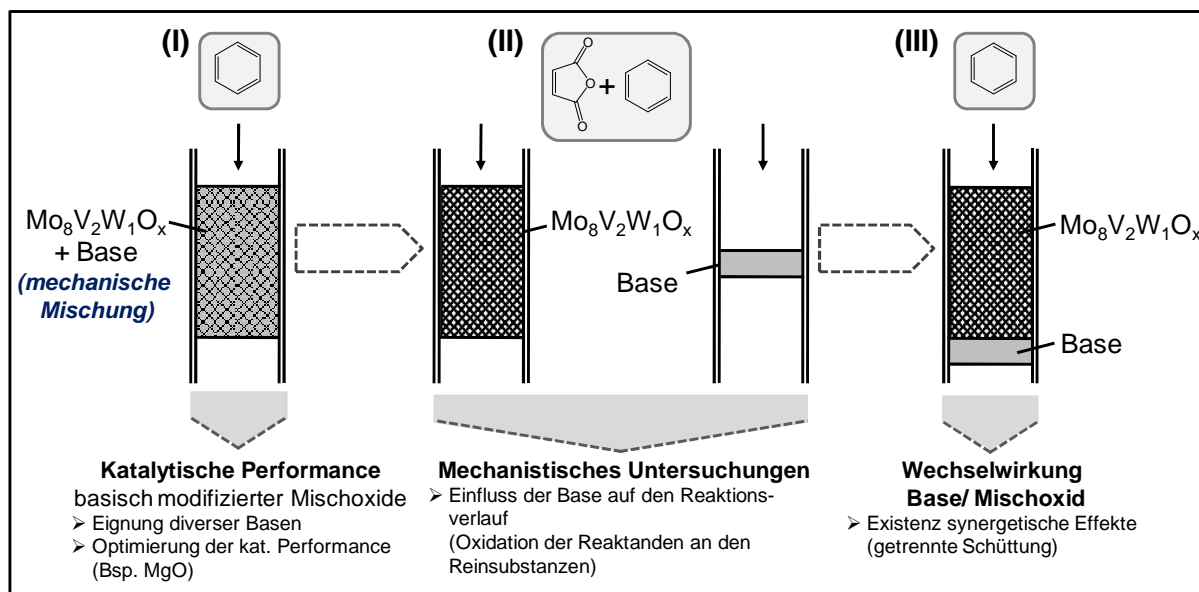 (I)
(II)
(III)
O
O
O
+
Mo₈V₂W₁Oₓ
+ Base
(mechanische
Mischung)
Mo₈V₂W₁Oₓ
Base
Mo₈V₂W₁Oₓ
Base
Katalytische Performance
basisch modifizierter Mischoxide
➢ Eignung diverser Basen
➢ Optimierung der kat. Performance
(Bsp. MgO)
Mechanistisches Untersuchungen
➢ Einfluss der Base auf den Reaktions-
verlauf
(Oxidation der Reaktanden an den
Reinsubstanzen)
Wechselwirkung
Base/ Mischoxid
➢ Existenz synergetische Effekte
(getrennte Schüttung)